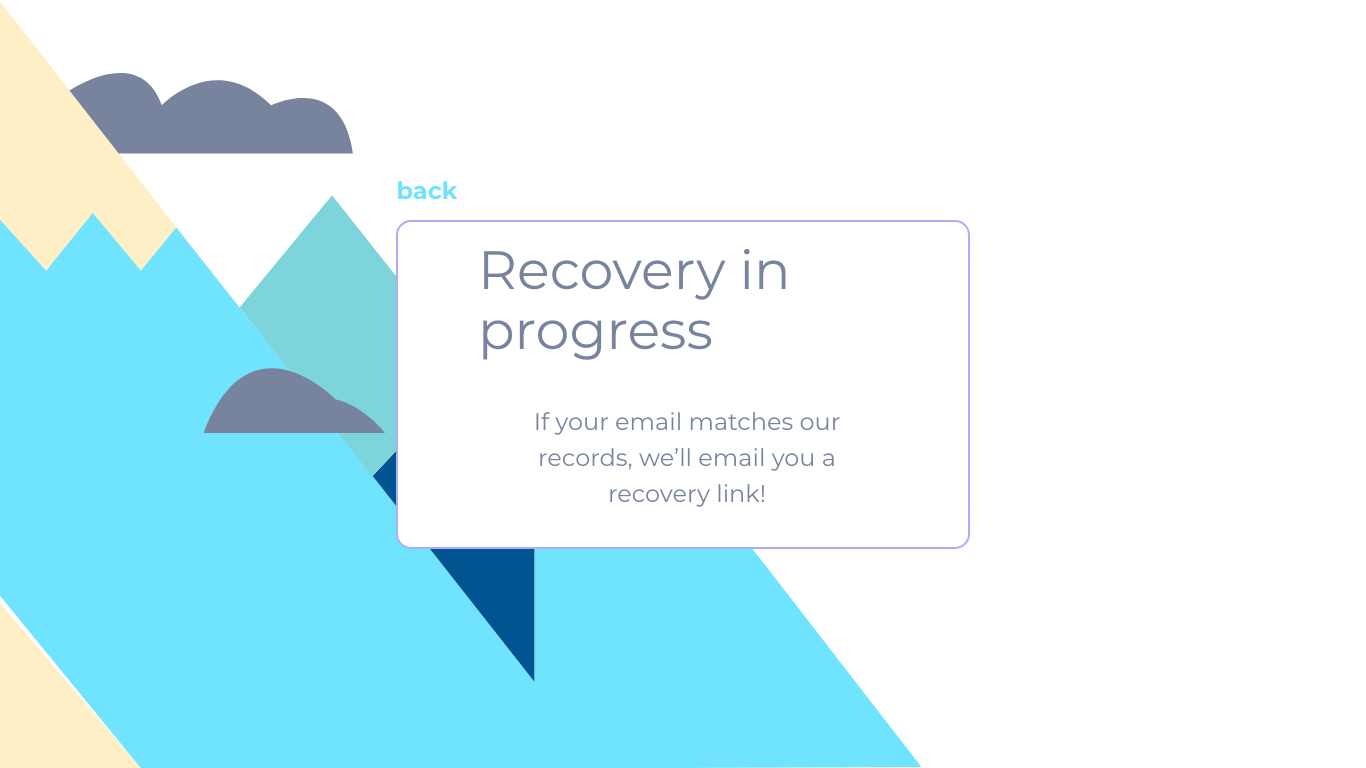 back
Recovery in
progress
If your email matches our
records, we’ll email you a
recovery link!